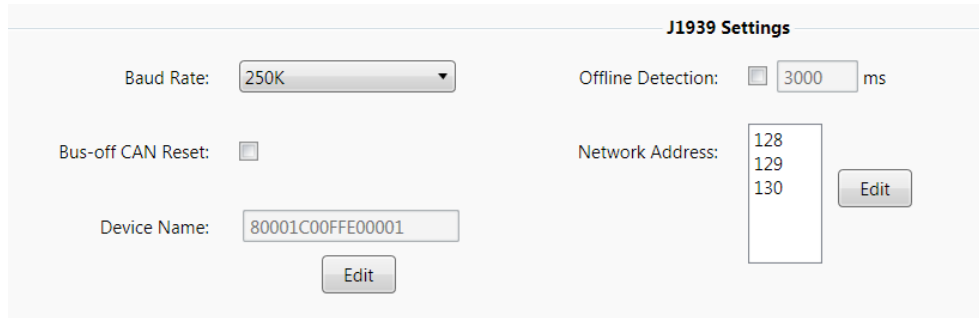 J1939 Settings
Baud Rate: 250K
Offline Detection: 3000 ms
Bus-off CAN Reset:
Network Address: 128
129
130
Edit
Device Name: 80001C00FFE00001
Edit